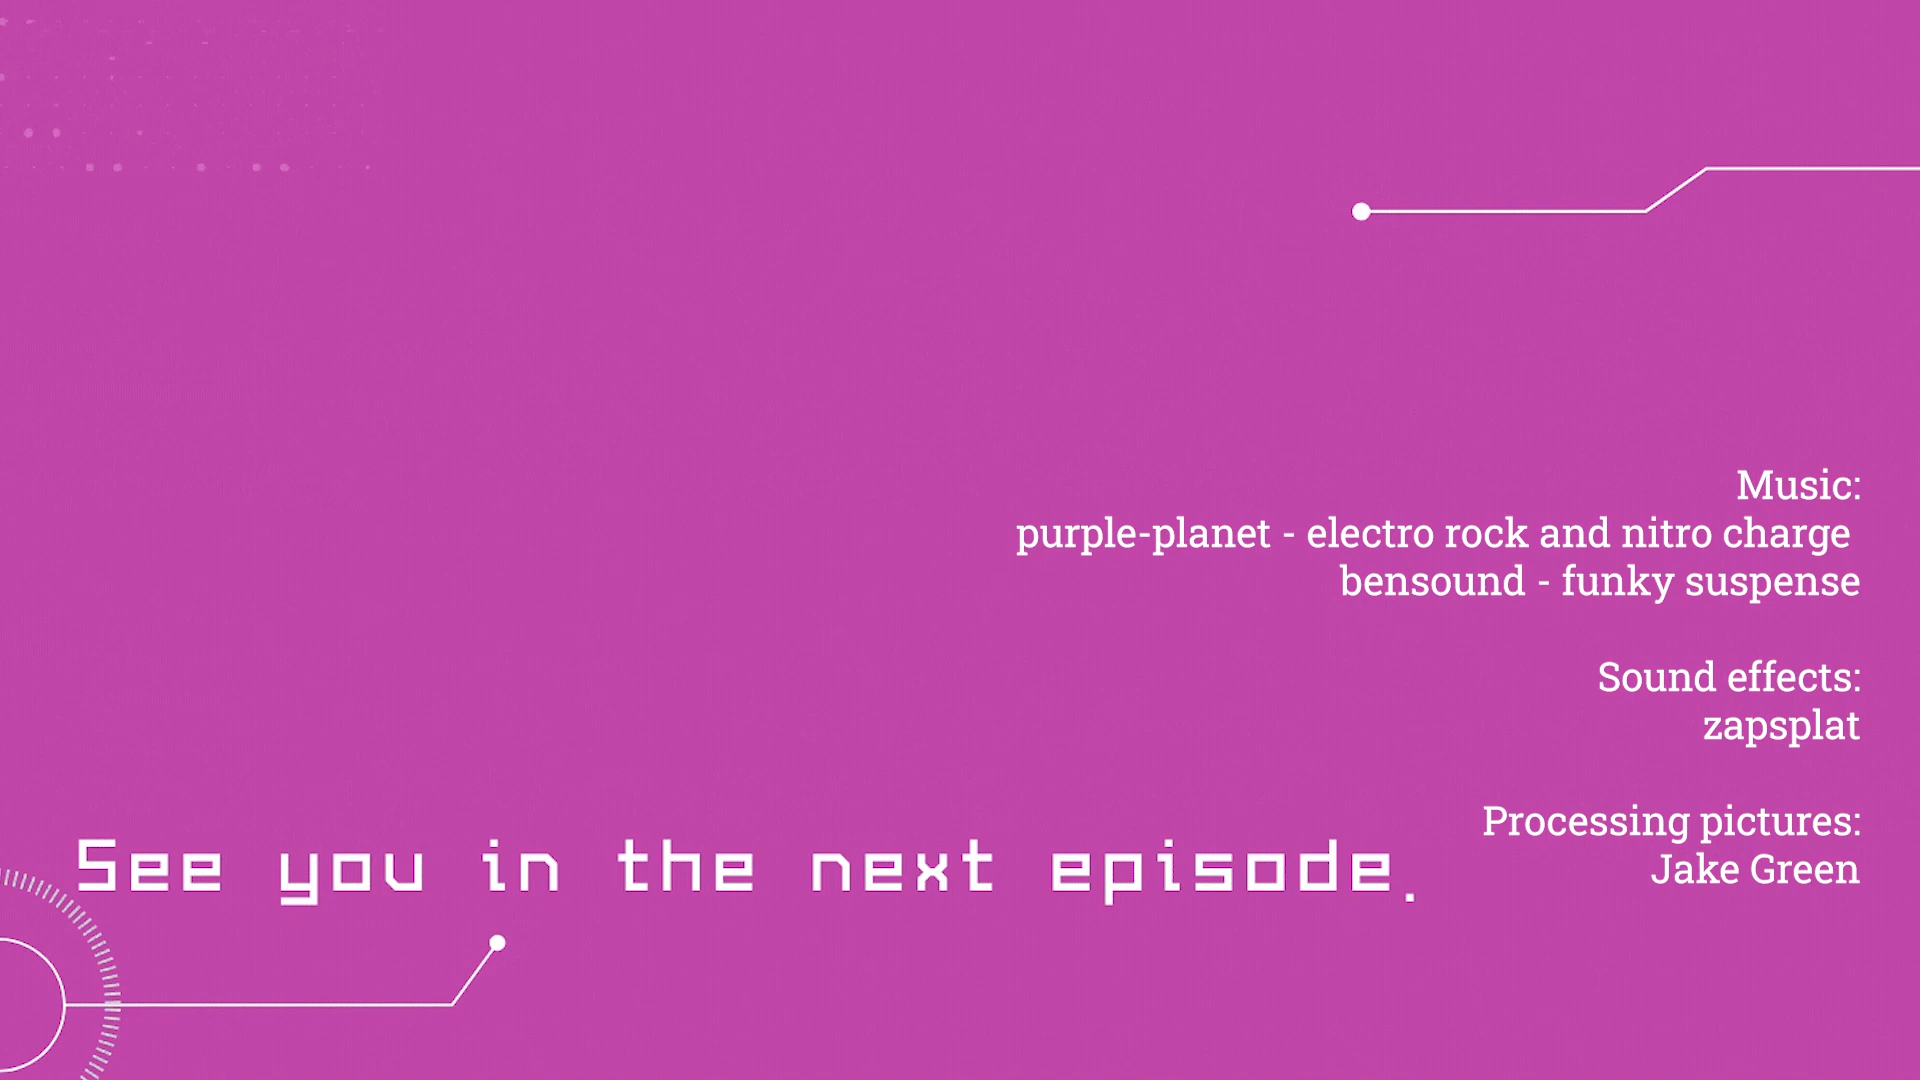 Music:
purple-planet - electro rock and nitro charge
bensound - funky suspense
Sound effects:
zapsplat
Processing pictures:
Jake Green
See you in the next episode.